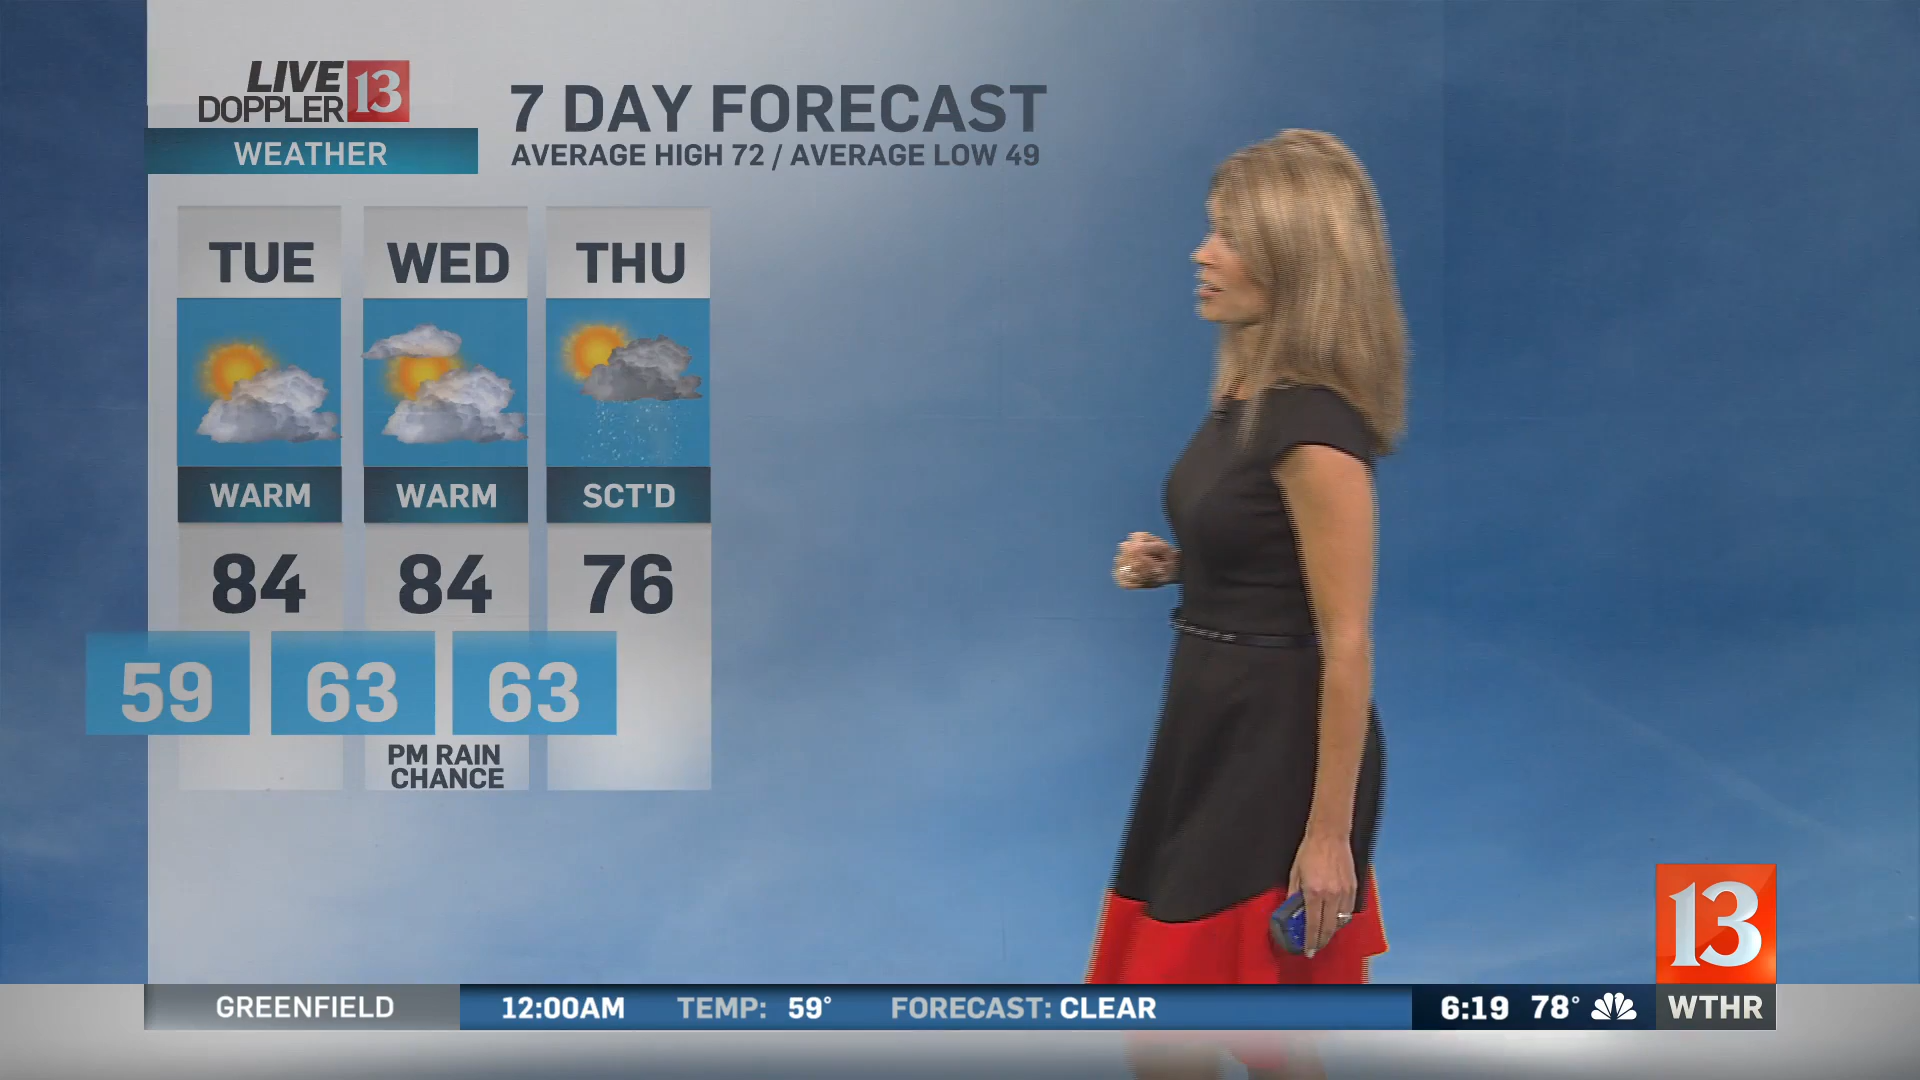 LIVE
DOPPLER 13
WEATHER
7 DAY FORECAST
AVERAGE HIGH 72 / AVERAGE LOW 49
TUE WED THU
WARM WARM SCT'D
84 84 76
59 63 63
PM RAIN
CHANCE
13
GREENFIELD 12:00AM TEMP: 59° FORECAST: CLEAR 6:19 78° WTHR